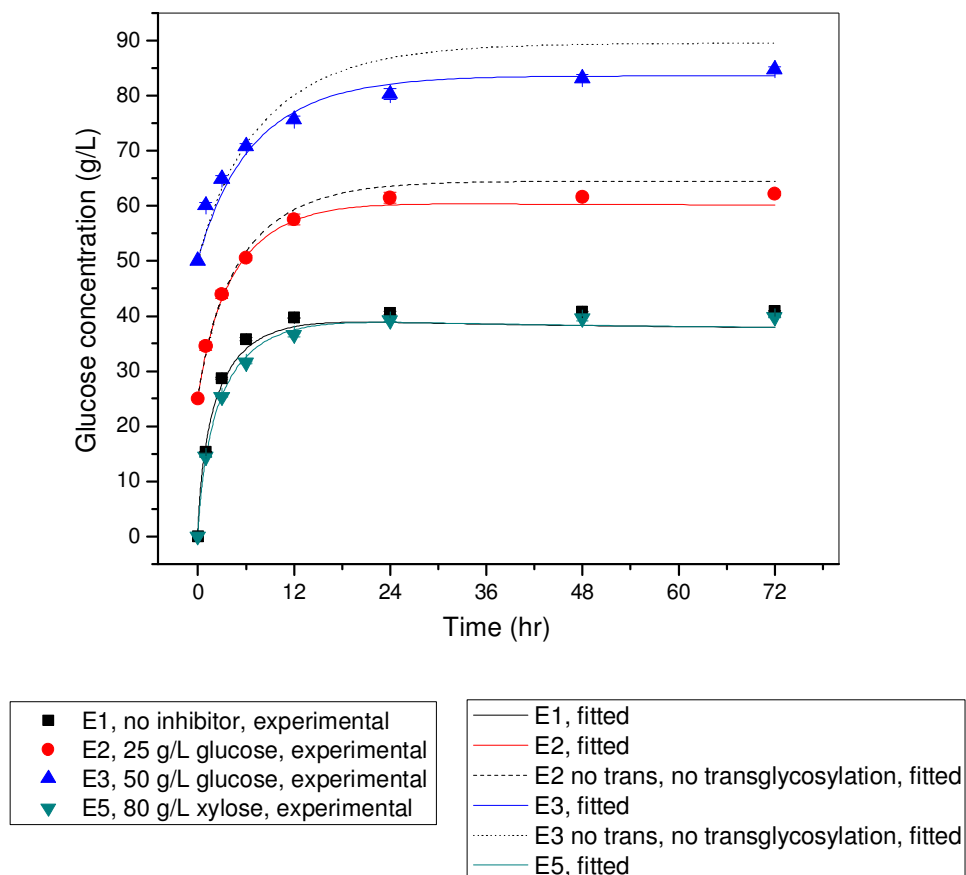 90
80
70
60
50
40
30
20
10
0
Glucose concentration (g/L)
0 12 24 36 48 60 72
Time (hr)
E1, no inhibitor, experimental
E2, 25 g/L glucose, experimental
E3, 50 g/L glucose, experimental
E5, 80 g/L xylose, experimental
E1, fitted
E2, fitted
E2 no trans, no transglycosylation, fitted
E3, fitted
E3 no trans, no transglycosylation, fitted
E5, fitted